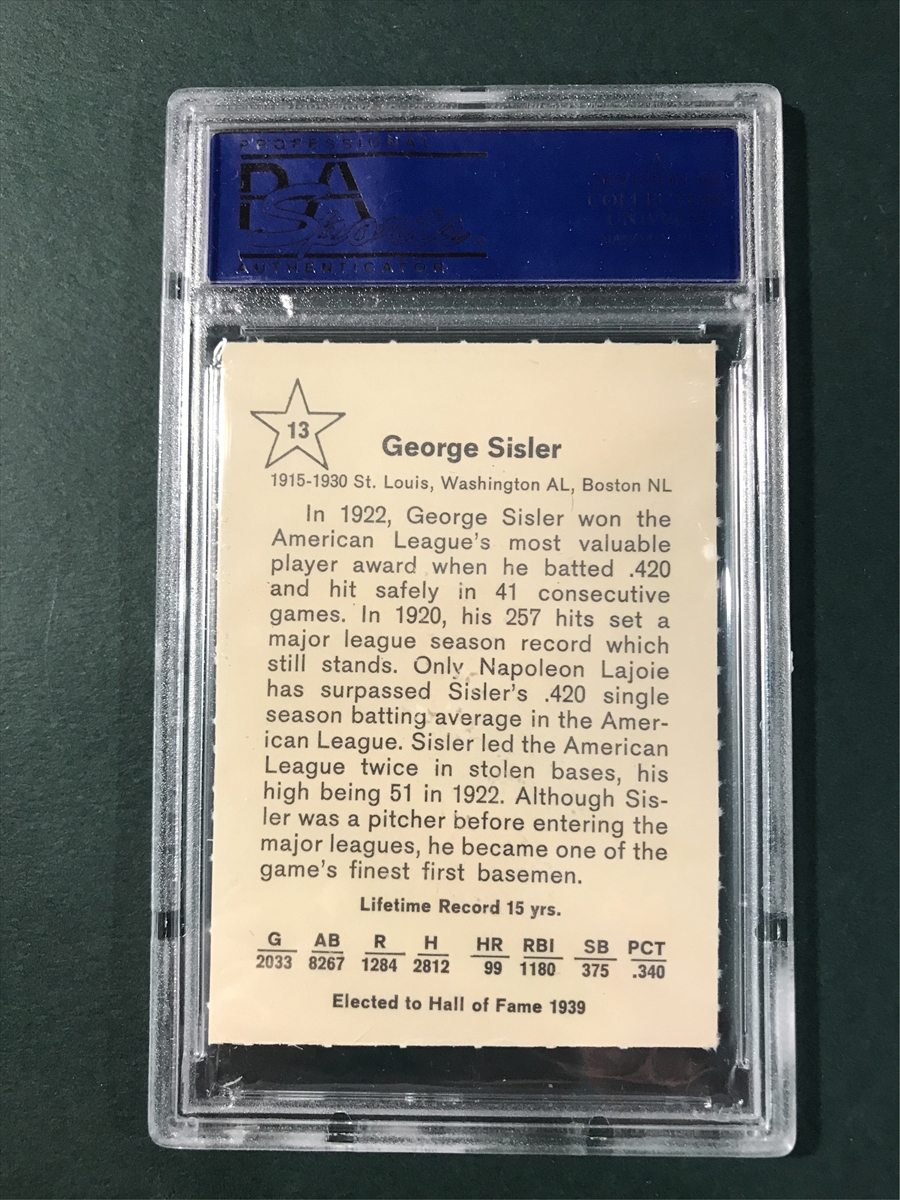 PROFESSIONAL
PSA
Sports
AUTHENTICATOR
13
George Sisler
1915-1930 St. Louis, Washington AL, Boston NL
In 1922, George Sisler won the
American League's most valuable
player award when he batted .420
and hit safely in 41 consecutive
games. In 1920, his 257 hits set a
major league season record which
still stands. Only Napoleon Lajoie
has surpassed Sisler's .420 single
season batting average in the Amer-
ican League. Sisler led the American
League twice in stolen bases, his
high being 51 in 1922. Although Sis-
ler was a pitcher before entering the
major leagues, he became one of the
game's finest first basemen.
Lifetime Record 15 yrs.
G AB R H HR RBI SB PCT
2033 8267 1284 2812 99 1180 375 .340
Elected to Hall of Fame 1939